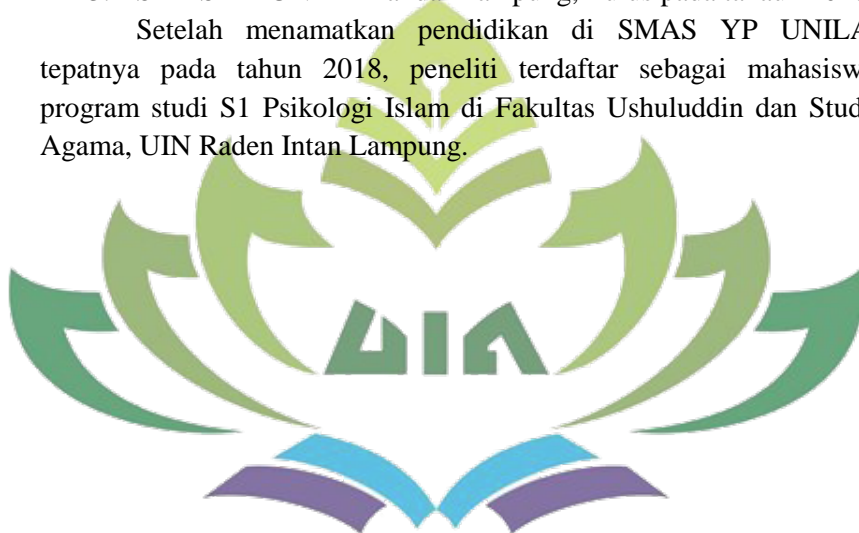 Setelah menamatkan pendidikan di SMAS YP UNILA
tepatnya pada tahun 2018, peneliti terdaftar sebagai mahasisw
program studi S1 Psikologi Islam di Fakultas Ushuluddin dan Stud
Agama, UIN Raden Intan Lampung.
UIN